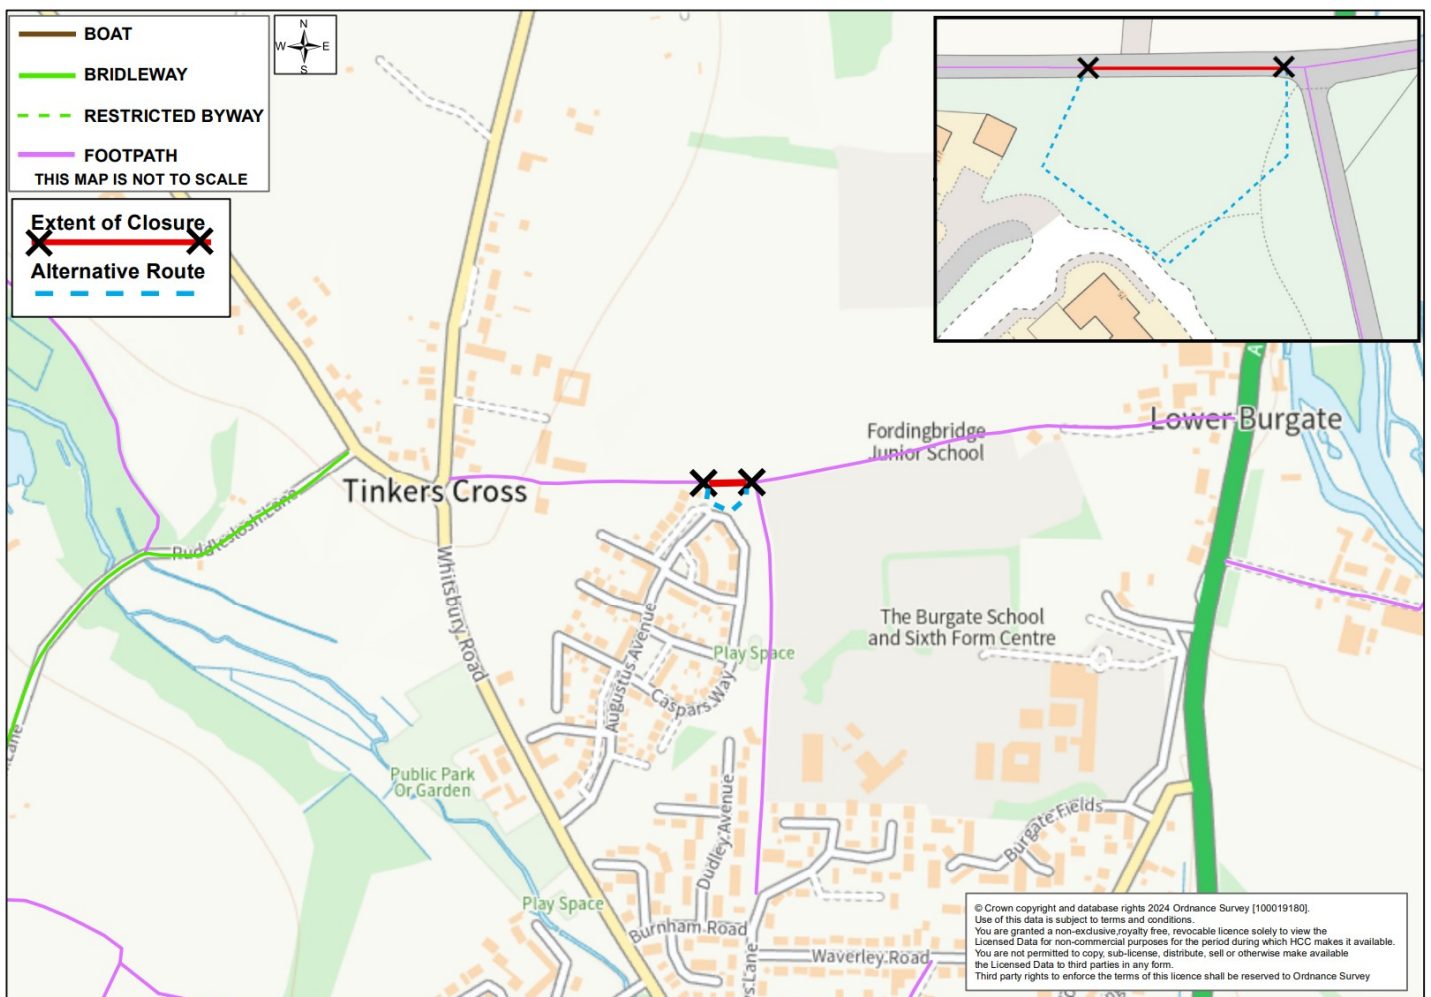 BOAT
BRIDLEWAY
RESTRICTED BYWAY
FOOTPATH
THIS MAP IS NOT TO SCALE
N
W
E
S
Extent of Closure
Alternative Route
A
Lower Burgate
Fordingbridge
Junior School
Tinkers Cross
Puddleslosh Lane
Whitsbury Road
The Burgate School
and Sixth Form Centre
Play Space
Augustus Avenue
Caspars Way
Lane
Public Park
Or Garden
Dudley Avenue
Burgate Fields
Play Space
Burnham Road
Waverley Road
s Lane
© Crown copyright and database rights 2024 Ordnance Survey [100019180].
Use of this data is subject to terms and conditions.
You are granted a non-exclusive,royalty free, revocable licence solely to view the
Licensed Data for non-commercial purposes for the period during which HCC makes it available.
You are not permitted to copy, sub-license, distribute, sell or otherwise make available
the Licensed Data to third parties in any form.
Third party rights to enforce the terms of this licence shall be reserved to Ordnance Survey